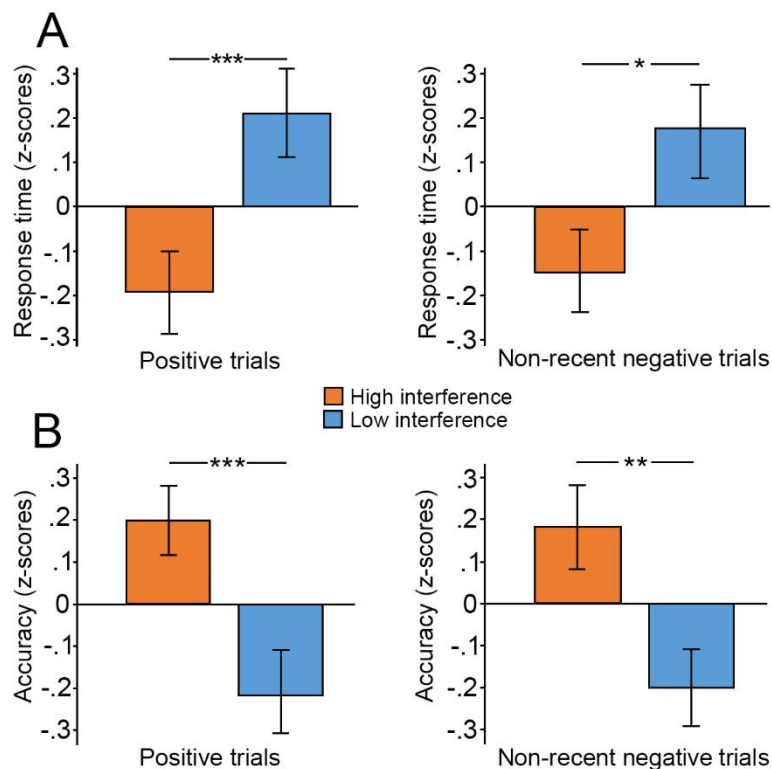 A
***
*
Response time (z-scores)
.3
.2
.1
0
-.1
-.2
-.3
Positive trials
Response time (z-scores)
.3
.2
.1
0
-.1
-.2
-.3
Non-recent negative trials
High interference
Low interference
B
***
**
Accuracy (z-scores)
.3
.2
.1
0
-.1
-.2
-.3
Positive trials
Accuracy (z-scores)
.3
.2
.1
0
-.1
-.2
-.3
Non-recent negative trials